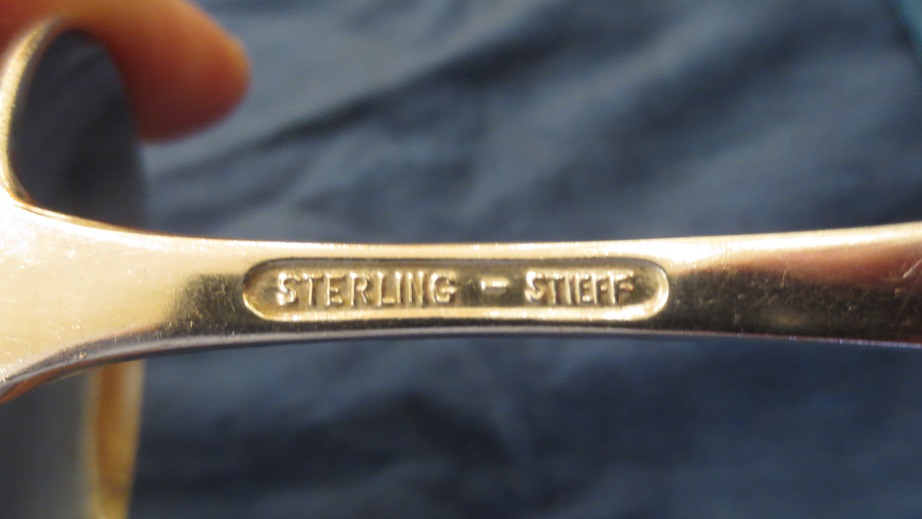 STERLING - STIEFF